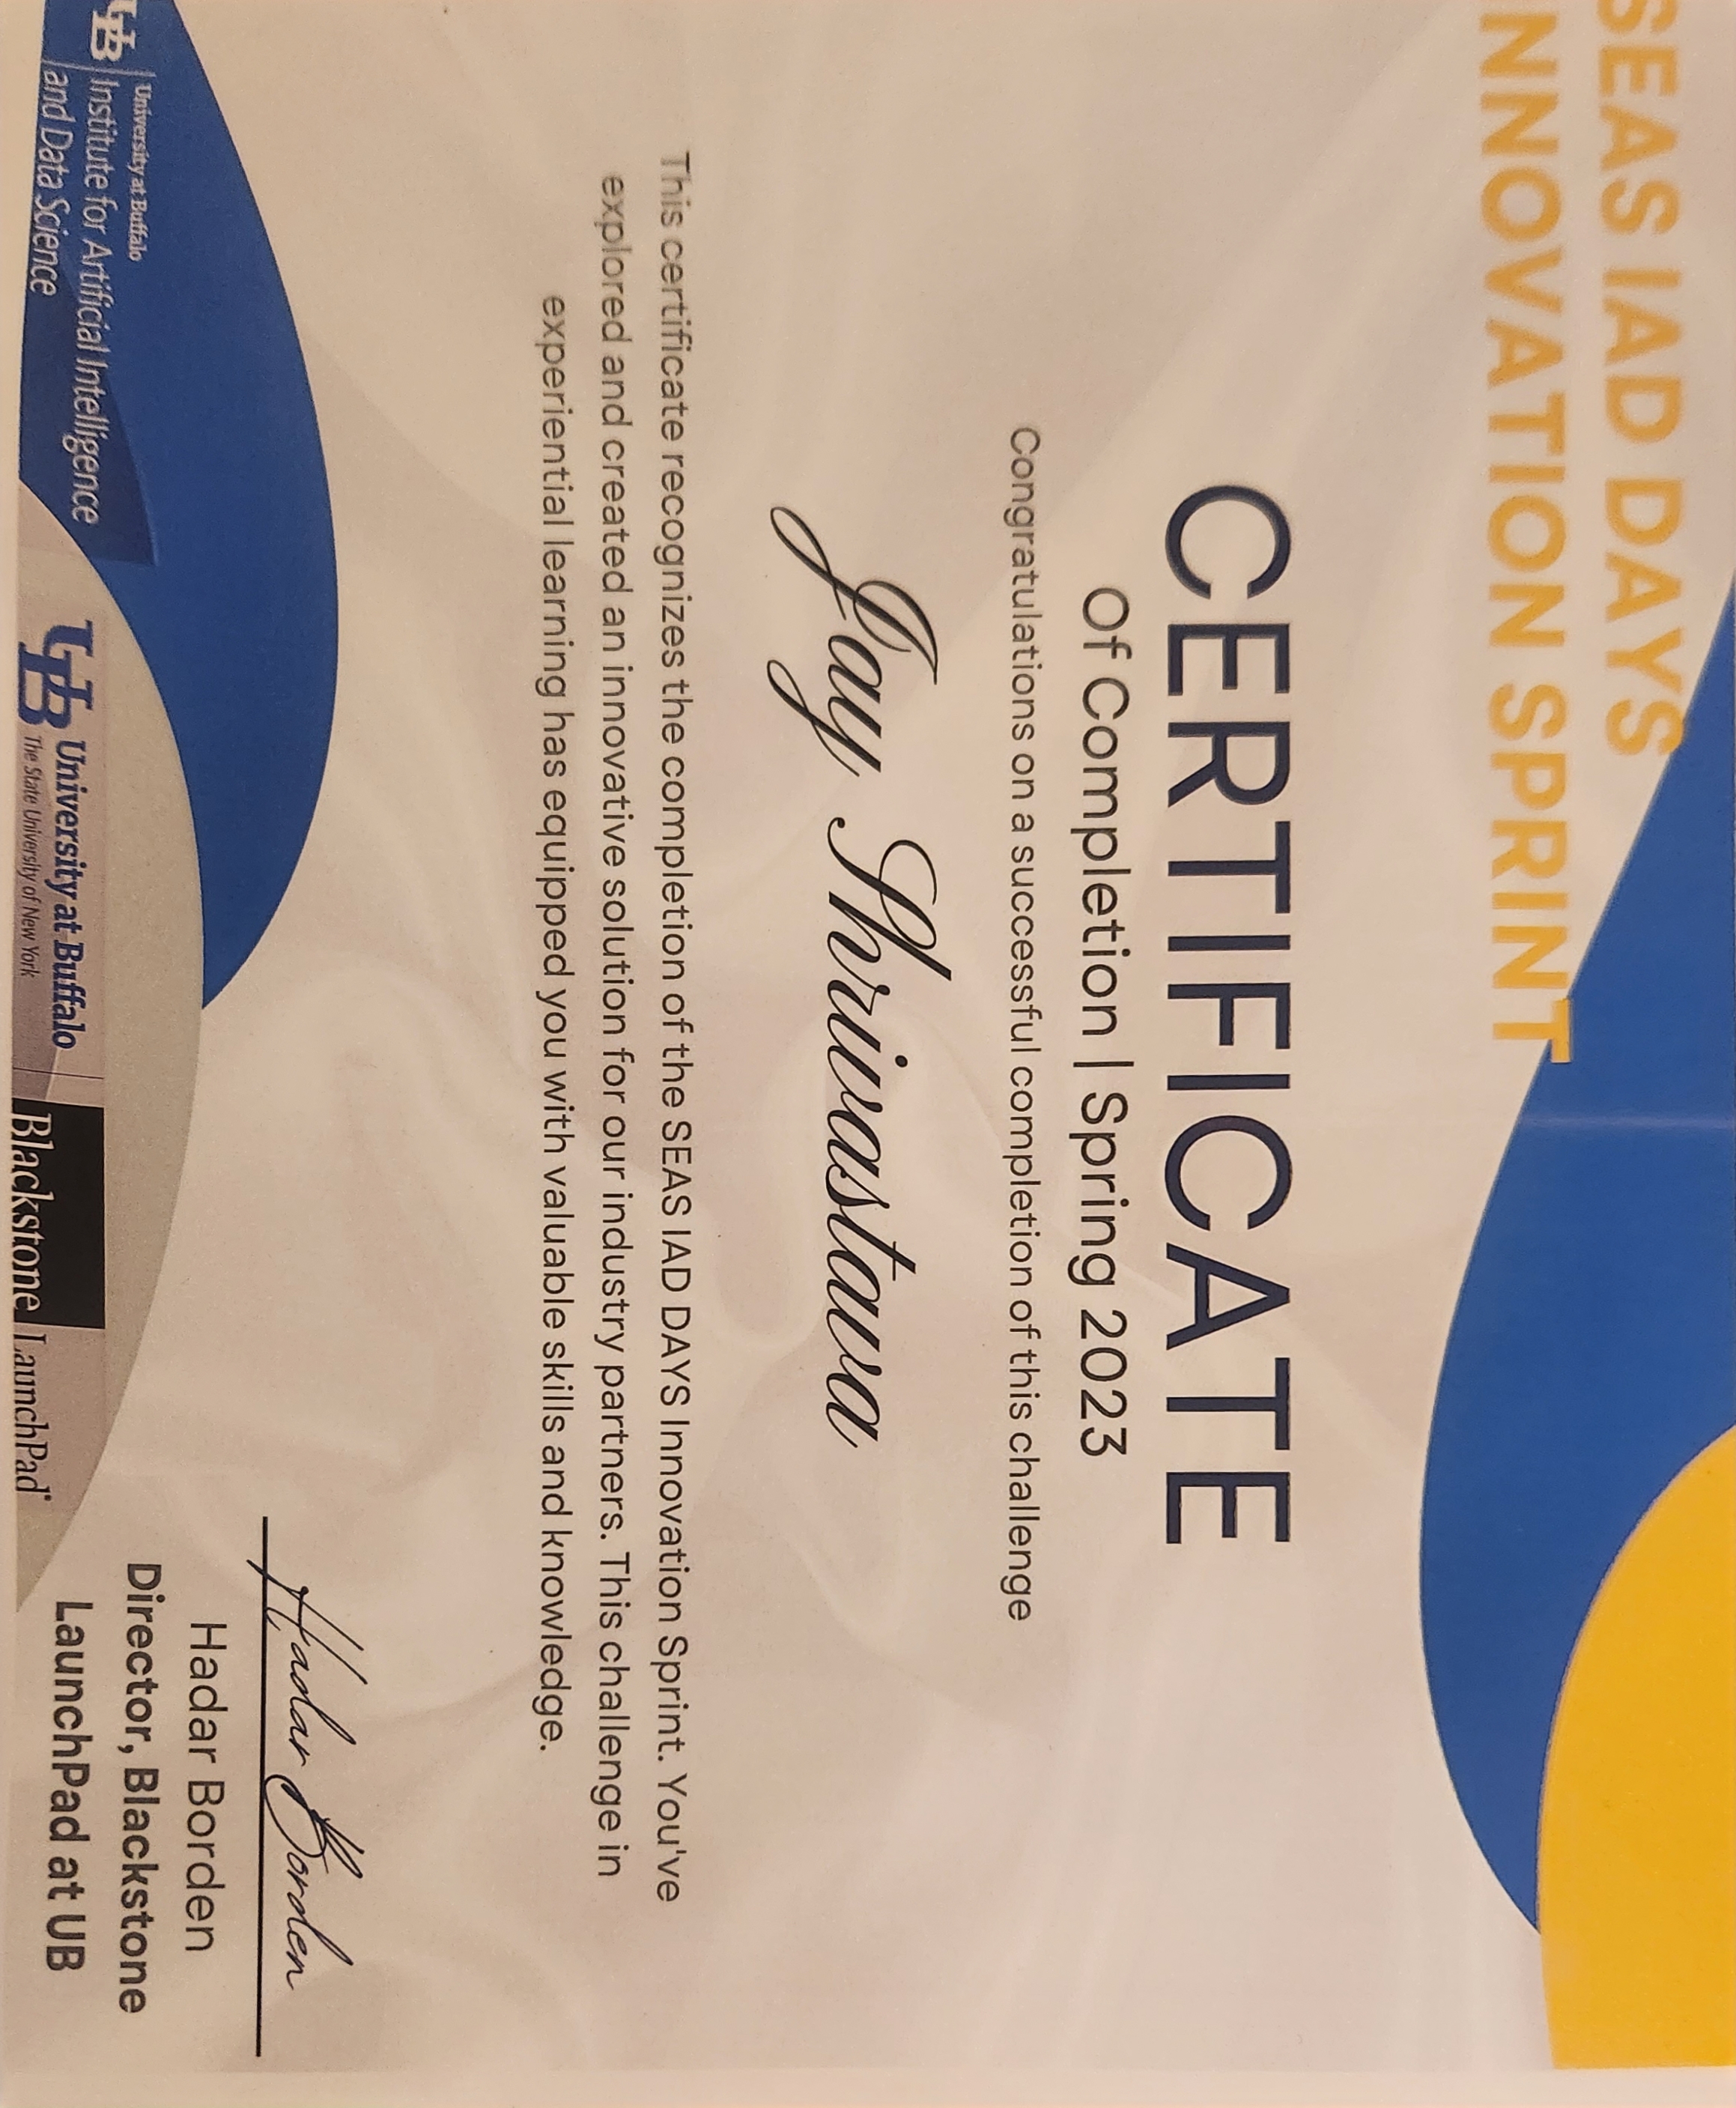 SEAS IAD DAYS
INNOVATION SPRINT
CERTIFICATE
Of Completion | Spring 2023
Congratulations on a successful completion of this challenge
Jay Shrivastava
This certificate recognizes the completion of the SEAS IAD DAYS Innovation Sprint. You've
explored and created an innovative solution for our industry partners. This challenge in
experiential learning has equipped you with valuable skills and knowledge.
Hadar Borden
Hadar Borden
Director, Blackstone
LaunchPad at UB
UB
University at Buffalo
Institute for Artificial Intelligence
and Data Science
UB
University at Buffalo
The State University of New York
Blackstone LaunchPad